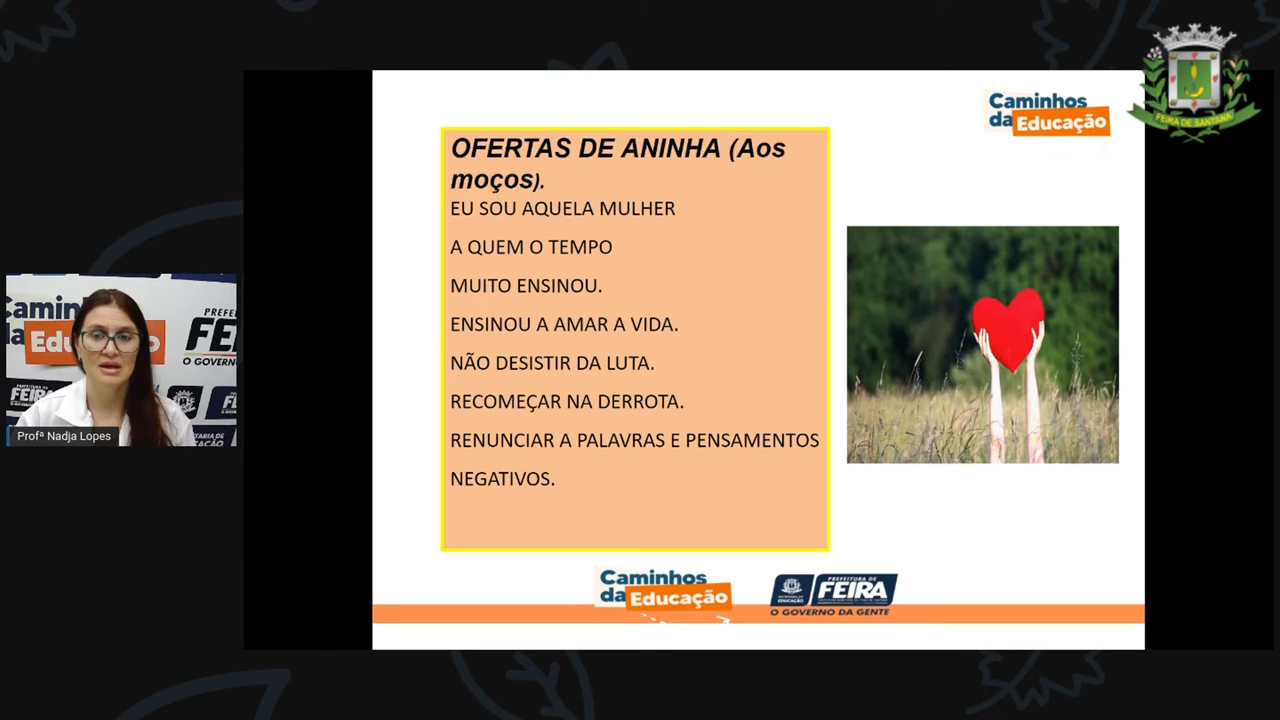 FEIRA DE SANTANA
Caminhos
da Educação
OFERTAS DE ANINHA (Aos
moços).
EU SOU AQUELA MULHER
A QUEM O TEMPO
MUITO ENSINOU.
ENSINOU A AMAR A VIDA.
NÃO DESISTIR DA LUTA.
RECOMEÇAR NA DERROTA.
RENUNCIAR A PALAVRAS E PENSAMENTOS
NEGATIVOS.
Profª Nadja Lopes
Caminhos
da Educação
PREFEITURA DE
FEIRA
O GOVERNO DA GENTE